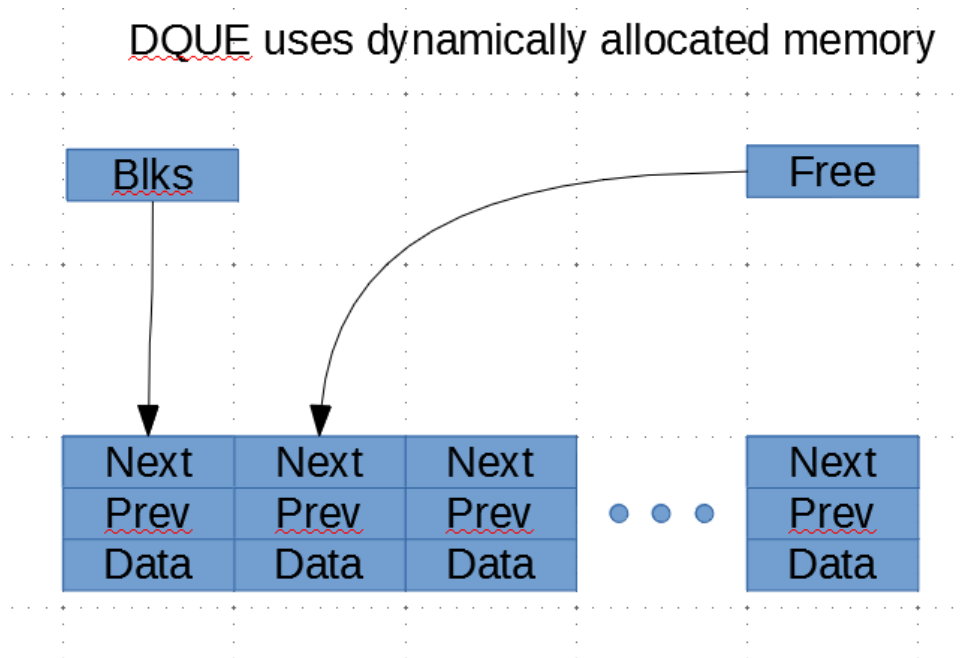 DQUE uses dynamically allocated memory
Blks Free
Next Next Next Next
Prev Prev Prev Prev
Data Data Data Data